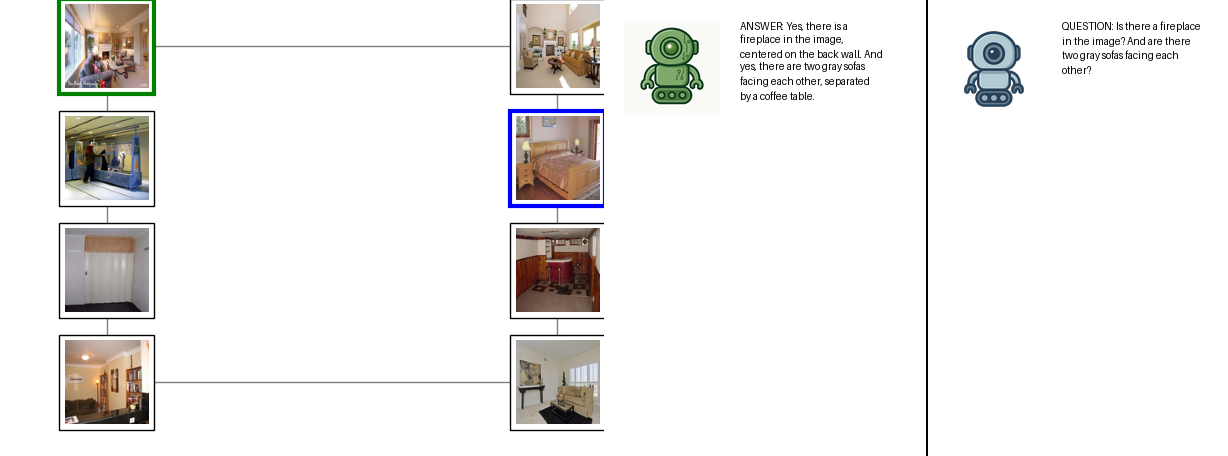 ANSWER: Yes, there is a
fireplace in the image,
centered on the back wall. And
yes, there are two gray sofas
facing each other, separated
by a coffee table.
QUESTION: Is there a fireplace
in the image? And are there
two gray sofas facing each
other?